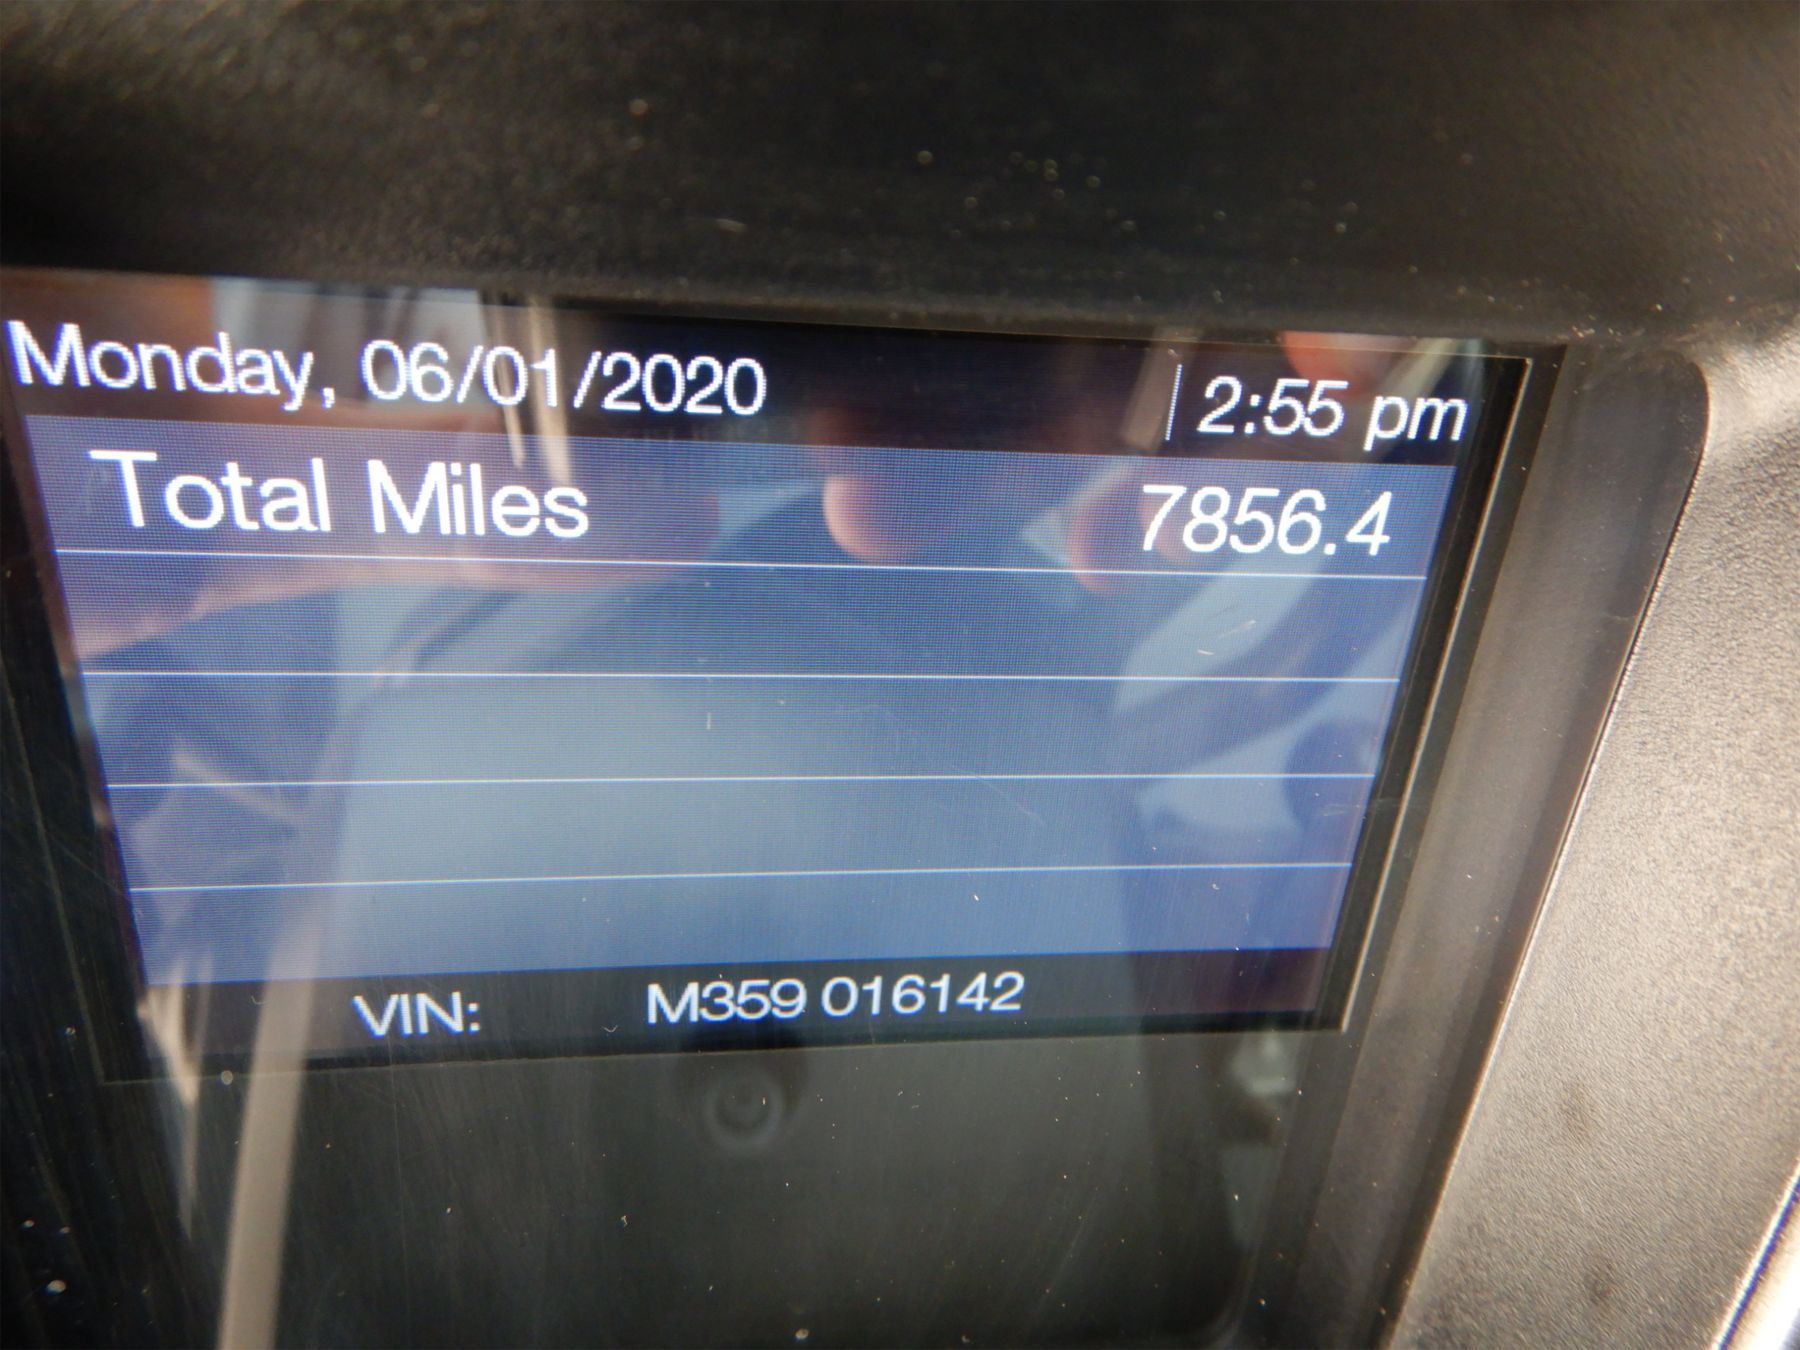 Monday, 06/01/2020 2:55 pm
Total Miles 7856.4
VIN: M359 016142